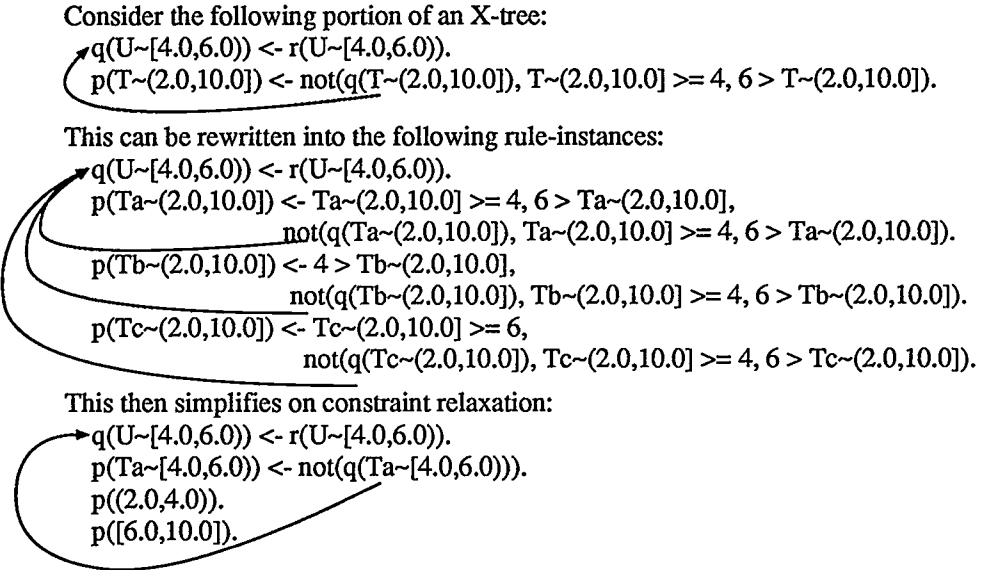 Consider the following portion of an X-tree:
q(U~[4.0,6.0)) <- r(U~[4.0,6.0)).
p(T~(2.0,10.0]) <- not(q(T~(2.0,10.0]), T~(2.0,10.0] >= 4, 6 > T~(2.0,10.0]).
This can be rewritten into the following rule-instances:
q(U~[4.0,6.0)) <- r(U~[4.0,6.0)).
p(Ta~(2.0,10.0]) <- Ta~(2.0,10.0] >= 4, 6 > Ta~(2.0,10.0],
not(q(Ta~(2.0,10.0]), Ta~(2.0,10.0] >= 4, 6 > Ta~(2.0,10.0]).
p(Tb~(2.0,10.0]) <- 4 > Tb~(2.0,10.0],
not(q(Tb~(2.0,10.0]), Tb~(2.0,10.0] >= 4, 6 > Tb~(2.0,10.0]).
p(Tc~(2.0,10.0]) <- Tc~(2.0,10.0] >= 6,
not(q(Tc~(2.0,10.0]), Tc~(2.0,10.0] >= 4, 6 > Tc~(2.0,10.0]).
This then simplifies on constraint relaxation:
q(U~[4.0,6.0)) <- r(U~[4.0,6.0)).
p(Ta~[4.0,6.0)) <- not(q(Ta~[4.0,6.0))).
p((2.0,4.0)).
p([6.0,10.0]).